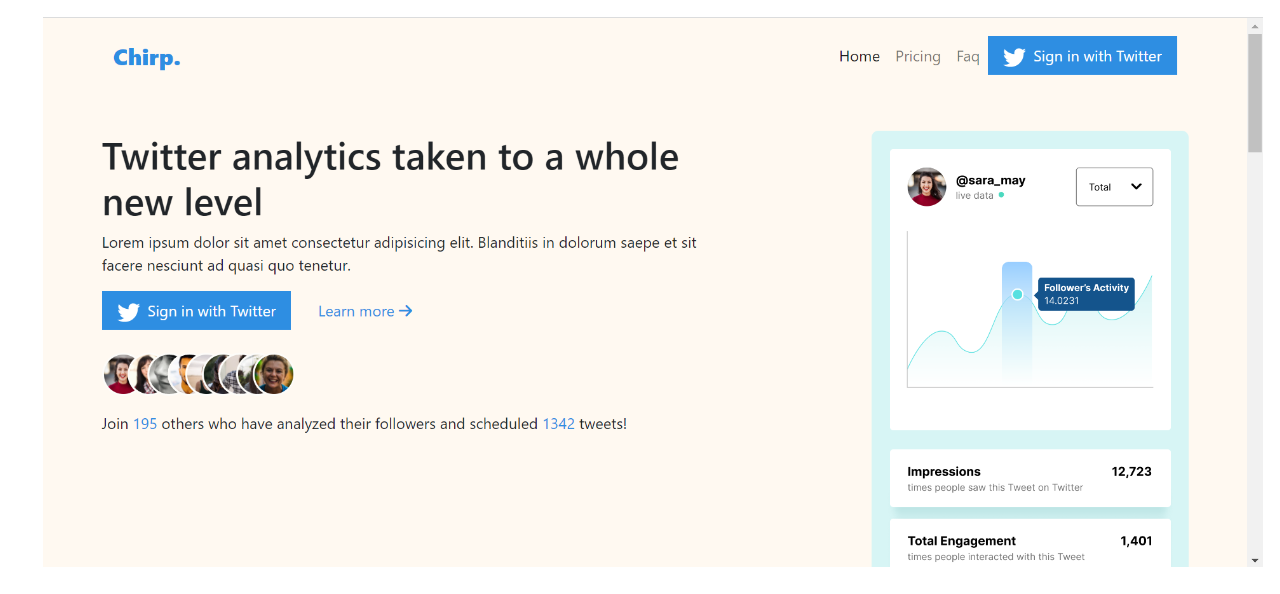 Chirp.
Home Pricing Faq Sign in with Twitter
Twitter analytics taken to a whole
new level
Lorem ipsum dolor sit amet consectetur adipisicing elit. Blanditiis in dolorum saepe et sit
facere nesciunt ad quasi quo tenetur.
Sign in with Twitter Learn more
Join 195 others who have analyzed their followers and scheduled 1342 tweets!
@sara_may
live data
Total
Follower's Activity
14.0231
Impressions 12,723
times people saw this Tweet on Twitter
Total Engagement 1,401
times people interacted with this Tweet